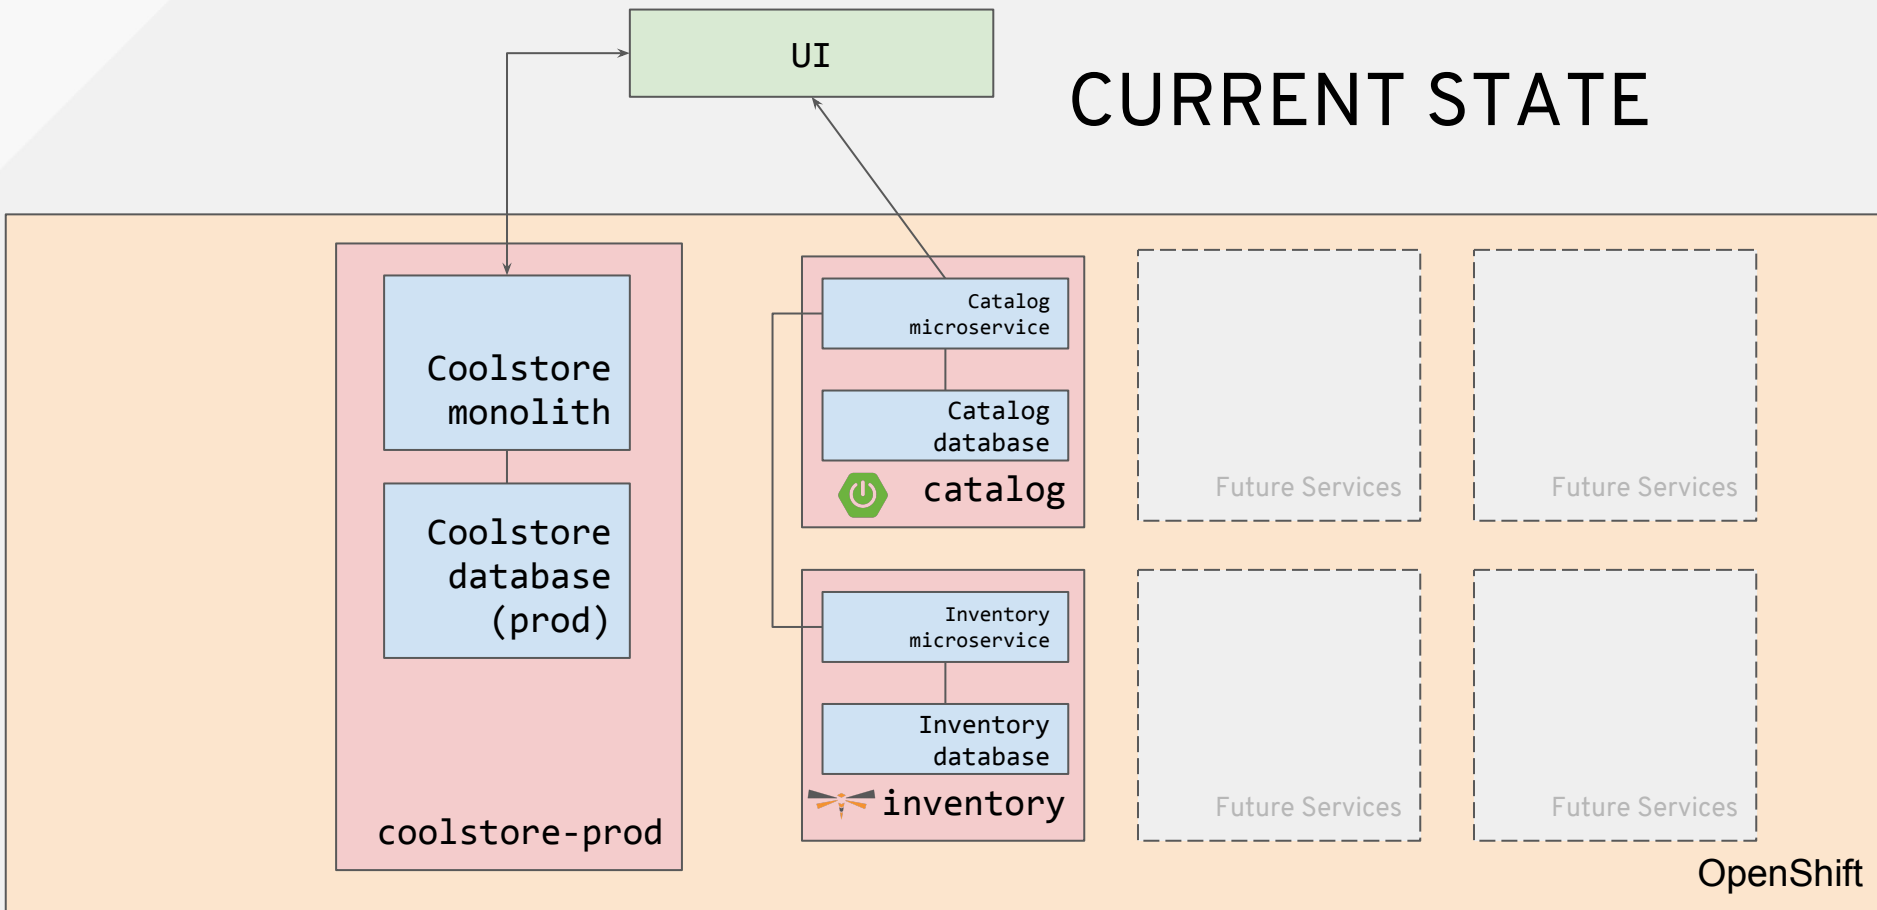 UI
CURRENT STATE
Coolstore
monolith
Coolstore
database
(prod)
coolstore-prod
Catalog
microservice
Catalog
database
catalog
Inventory
microservice
Inventory
database
inventory
Future Services
Future Services
Future Services
Future Services
OpenShift